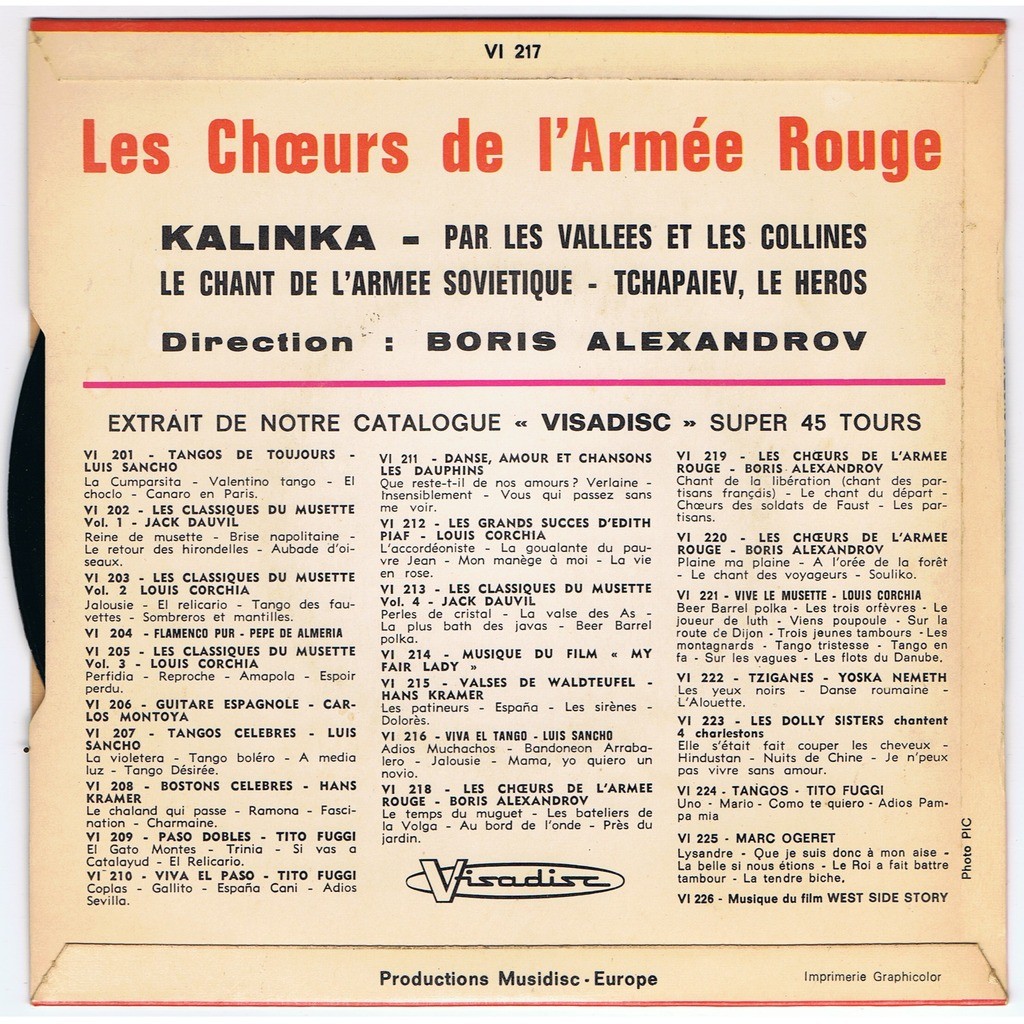 VI 217
Les Chœurs de l'Armée Rouge
KALINKA - PAR LES VALLEES ET LES COLLINES
LE CHANT DE L'ARMEE SOVIETIQUE - TCHAPAIEV, LE HEROS
Direction : BORIS ALEXANDROV
EXTRAIT DE NOTRE CATALOGUE « VISADISC » SUPER 45 TOURS
VI 201 - TANGOS DE TOUJOURS -
LUIS SANCHO
La Cumparsita - Valentino tango - El
choclo - Canaro en Paris.
VI 202 - LES CLASSIQUES DU MUSETTE
Vol. 1 - JACK DAUVIL
Reine de musette - Brise napolitaine -
Le retour des hirondelles - Aubade d'oi-
seaux.
VI 203 - LES CLASSIQUES DU MUSETTE
Vol. 2 LOUIS CORCHIA
Jalousie - El relicario - Tango des fau-
vettes - Sombreros et mantilles.
VI 204 - FLAMENCO PUR - PEPE DE ALMERIA
VI 205 - LES CLASSIQUES DU MUSETTE
Vol. 3 - LOUIS CORCHIA
Perfidia - Reproche - Amapola - Espoir
perdu.
VI 206 - GUITARE ESPAGNOLE - CAR-
LOS MONTOYA
VI 207 - TANGOS CELEBRES - LUIS
SANCHO
La violetera - Tango boléro - A media
luz - Tango Désirée.
VI 208 - BOSTONS CELEBRES - HANS
KRAMER
Le chaland qui passe - Ramona - Fasci-
nation - Charmaine.
VI 209 - PASO DOBLES - TITO FUGGI
El Gato Montes - Trinia - Si vas a
Catalayud - El Relicario.
VI 210 - VIVA EL PASO - TITO FUGGI
Coplas - Gallito - España Cani - Adios
Sevilla.
VI 211 - DANSE, AMOUR ET CHANSONS
LES DAUPHINS
Que reste-t-il de nos amours? Verlaine -
Insensiblement - Vous qui passez sans
me voir.
VI 212 - LES GRANDS SUCCES D'EDITH
PIAF - LOUIS CORCHIA
L'accordéoniste - La goualante du pau-
vre Jean - Mon manège à moi - La vie
en rose.
VI 213 - LES CLASSIQUES DU MUSETTE
Vol. 4 - JACK DAUVIL
Perles de cristal - La valse des As -
La plus bath des javas - Beer Barrel
polka.
VI 214 - MUSIQUE DU FILM « MY
FAIR LADY »
VI 215 - VALSES DE WALDTEUFEL -
HANS KRAMER
Les patineurs - España - Les sirènes -
Dolorès.
VI 216 - VIVA EL TANGO - LUIS SANCHO
Adios Muchachos - Bandoneon Arraba-
lero - Jalousie - Mama, yo quiero un
novio.
VI 218 - LES CHŒURS DE L'ARMEE
ROUGE - BORIS ALEXANDROV
Le temps du muguet - Les bateliers de
la Volga - Au bord de l'onde - Près du
jardin.
Visadisc
VI 219 - LES CHŒURS DE L'ARMEE
ROUGE - BORIS ALEXANDROV
Chant de la libération (chant des par-
tisans françdis) - Le chant du départ -
Chœurs des soldats de Faust - Les par-
tisans.
VI 220 - LES CHŒURS DE L'ARMEE
ROUGE - BORIS ALEXANDROV
Plaine ma plaine - A l'orée de la forêt
- Le chant des voyageurs - Souliko.
VI 221 - VIVE LE MUSETTE - LOUIS CORCHIA
Beer Barrel polka - Les trois orfèvres - Le
joueur de luth - Viens poupoule - Sur la
route de Dijon - Trois jeunes tambours - Les
montagnards - Tango tristesse - Tango en
fa - Sur les vagues - Les flots du Danube.
VI 222 - TZIGANES - YOSKA NEMETH
Les yeux noirs - Danse roumaine -
L'Alouette.
VI 223 - LES DOLLY SISTERS chantent
4 charlestons
Elle s'était fait couper les cheveux -
Hindustan - Nuits de Chine - Je n'peux
pas vivre sans amour.
VI 224 - TANGOS - TITO FUGGI
Uno - Mario - Como te quiero - Adios Pam-
pa mia
VI 225 - MARC OGERET
Lysandre - Que je suis donc à mon aise -
La belle si nous étions - Le Roi a fait battre
tambour - La tendre biche.
VI 226 - Musique du film WEST SIDE STORY
Photo PIC
Productions Musidisc - Europe
Imprimerie Graphicolor